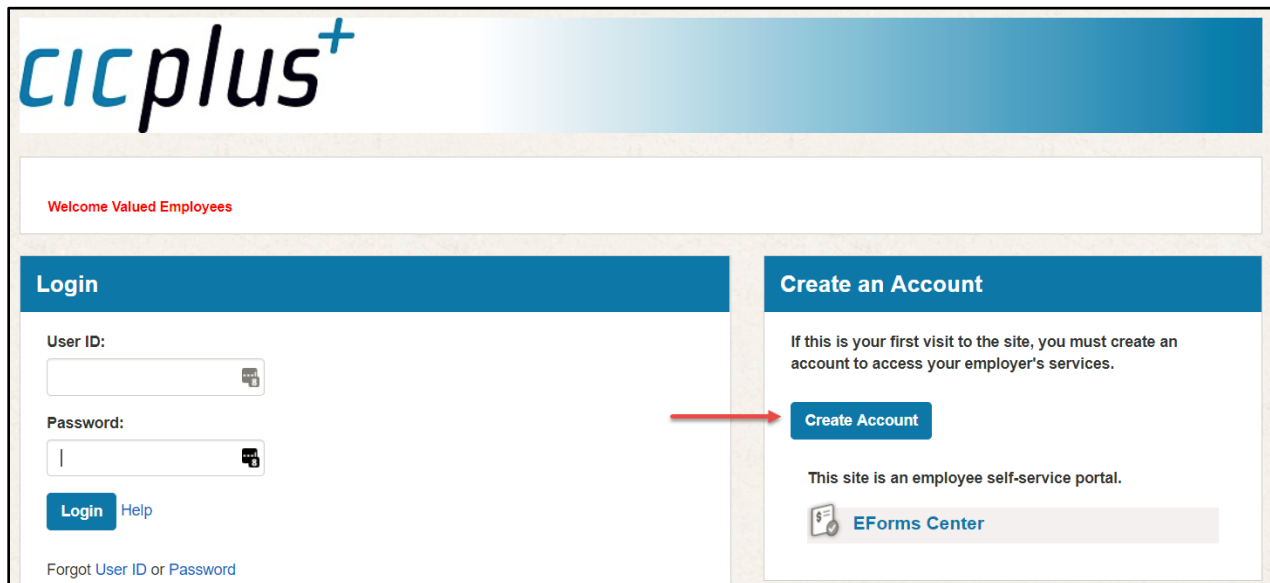 cicplus+
Welcome Valued Employees
Login
User ID:
Password:
Login Help
Forgot User ID or Password
Create an Account
If this is your first visit to the site, you must create an
account to access your employer's services.
Create Account
This site is an employee self-service portal.
EForms Center